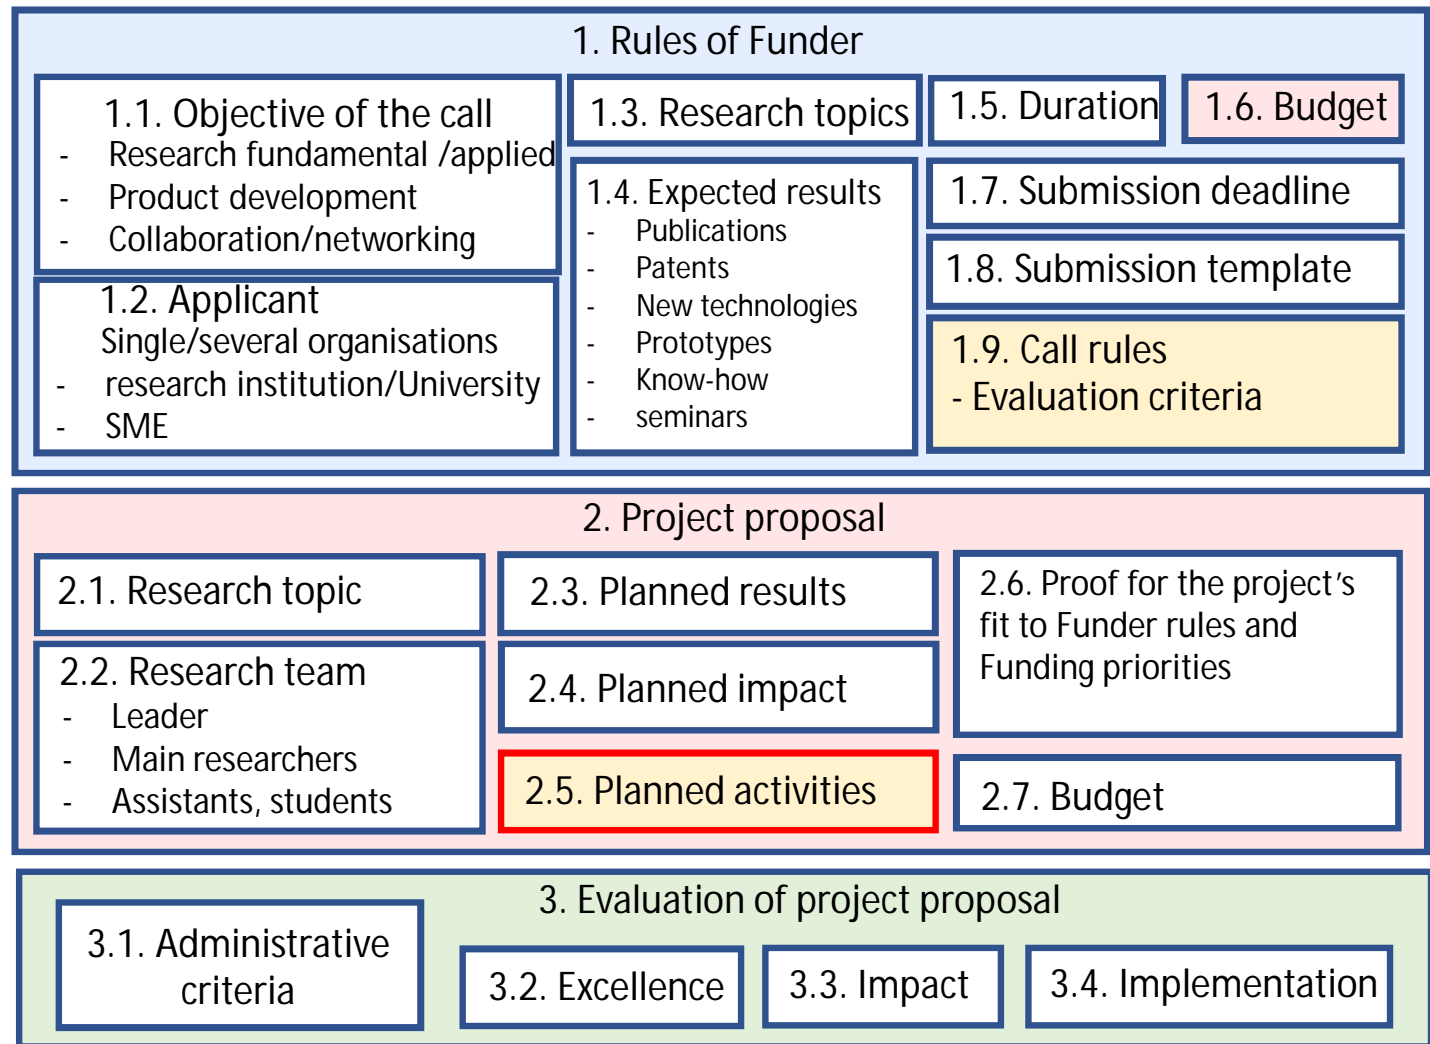 1. Rules of Funder
1.1. Objective of the call
- Research fundamental /applied
- Product development
- Collaboration/networking
1.2. Applicant
Single/several organisations
- research institution/University
- SME
1.3. Research topics
1.4. Expected results
- Publications
- Patents
- New technologies
- Prototypes
- Know-how
- seminars
1.5. Duration
1.6. Budget
1.7. Submission deadline
1.8. Submission template
1.9. Call rules
- Evaluation criteria
2. Project proposal
2.1. Research topic
2.2. Research team
- Leader
- Main researchers
- Assistants, students
2.3. Planned results
2.4. Planned impact
2.5. Planned activities
2.6. Proof for the project's
fit to Funder rules and
Funding priorities
2.7. Budget
3. Evaluation of project proposal
3.1. Administrative
criteria
3.2. Excellence
3.3. Impact
3.4. Implementation